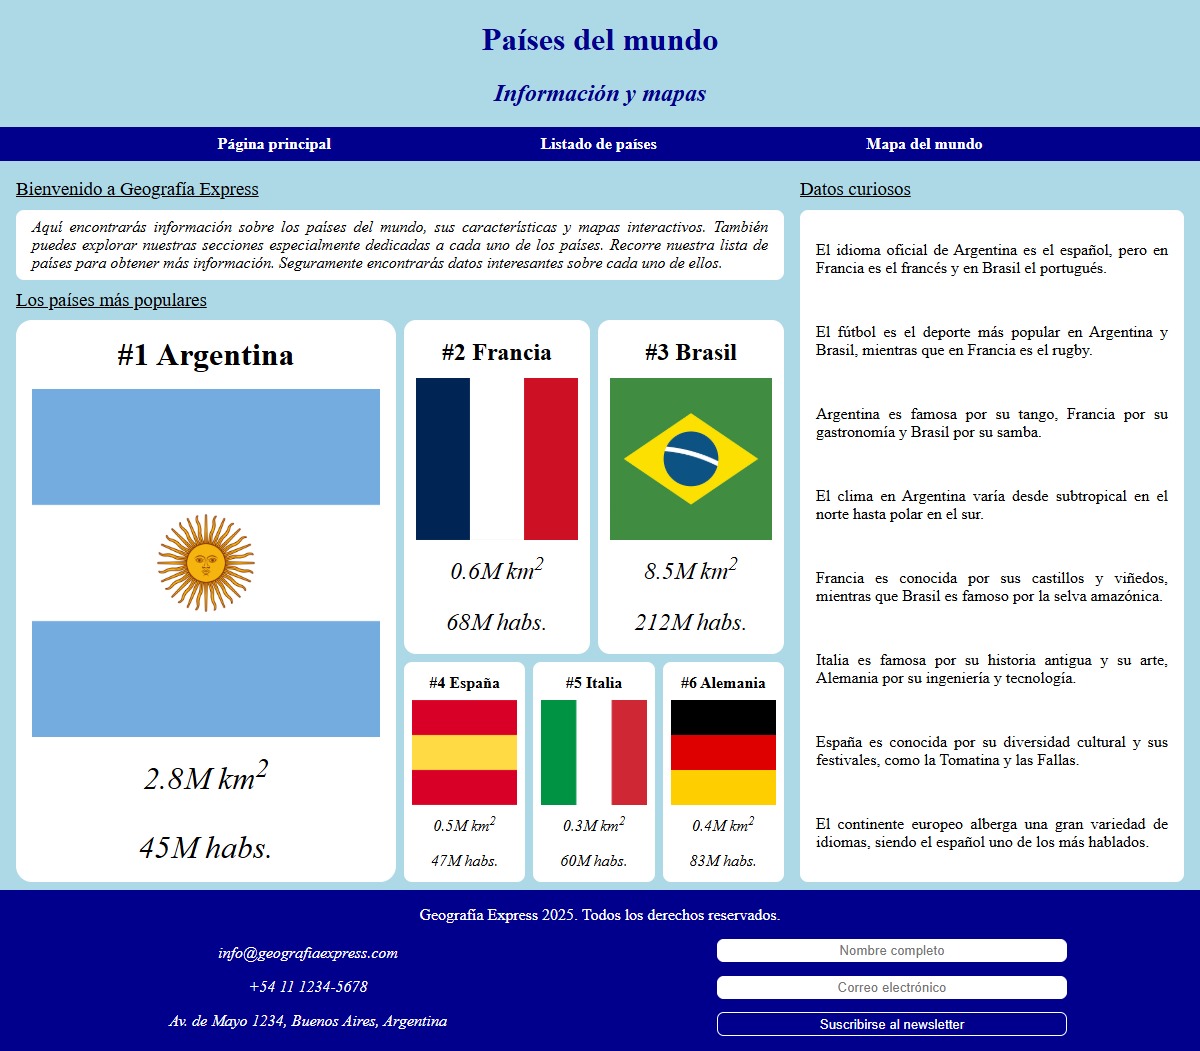 Países del mundo
Información y mapas
Página principal
Listado de países
Mapa del mundo
Bienvenido a Geografía Express
Aquí encontrarás información sobre los países del mundo, sus características y mapas interactivos. También
puedes explorar nuestras secciones especialmente dedicadas a cada uno de los países. Recorre nuestra lista de
países para obtener más información. Seguramente encontrarás datos interesantes sobre cada uno de ellos.
Los países más populares
#1 Argentina
2.8M km²
45M habs.
#2 Francia
0.6M km²
68M habs.
#3 Brasil
8.5M km²
212M habs.
#4 España
0.5M km²
47M habs.
#5 Italia
0.3M km²
60M habs.
#6 Alemania
0.4M km²
83M habs.
Datos curiosos
El idioma oficial de Argentina es el español, pero en
Francia es el francés y en Brasil el portugués.
El fútbol es el deporte más popular en Argentina y
Brasil, mientras que en Francia es el rugby.
Argentina es famosa por su tango, Francia por su
gastronomía y Brasil por su samba.
El clima en Argentina varía desde subtropical en el
norte hasta polar en el sur.
Francia es conocida por sus castillos y viñedos,
mientras que Brasil es famoso por la selva amazónica.
Italia es famosa por su historia antigua y su arte,
Alemania por su ingeniería y tecnología.
España es conocida por su diversidad cultural y sus
festivales, como la Tomatina y las Fallas.
El continente europeo alberga una gran variedad de
idiomas, siendo el español uno de los más hablados.
Geografía Express 2025. Todos los derechos reservados.
info@geografiaexpress.com
+54 11 1234-5678
Av. de Mayo 1234, Buenos Aires, Argentina
Nombre completo
Correo electrónico
Suscribirse al newsletter